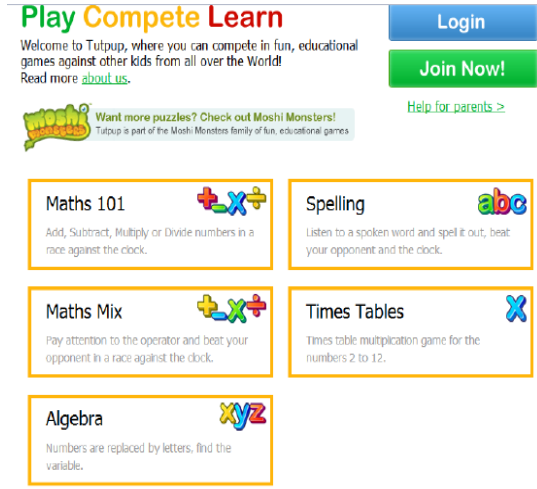 Play Compete Learn
Login
Welcome to Tutpup, where you can compete in fun, educational
games against other kids from all over the World!
Read more about us.
Join Now!
Help for parents >
moshi
monsters
Want more puzzles? Check out Moshi Monsters!
Tutpup is part of the Moshi Monsters family of fun, educational games
Maths 101
+-x÷
Add, Subtract, Multiply or Divide numbers in a
race against the clock.
Spelling
abc
Listen to a spoken word and spell it out, beat
your opponent and the clock.
Maths Mix
+-x÷
Pay attention to the operator and beat your
opponent in a race against the clock.
Times Tables
x
Times table multiplication game for the
numbers 2 to 12.
Algebra
xyz
Numbers are replaced by letters, find the
variable.